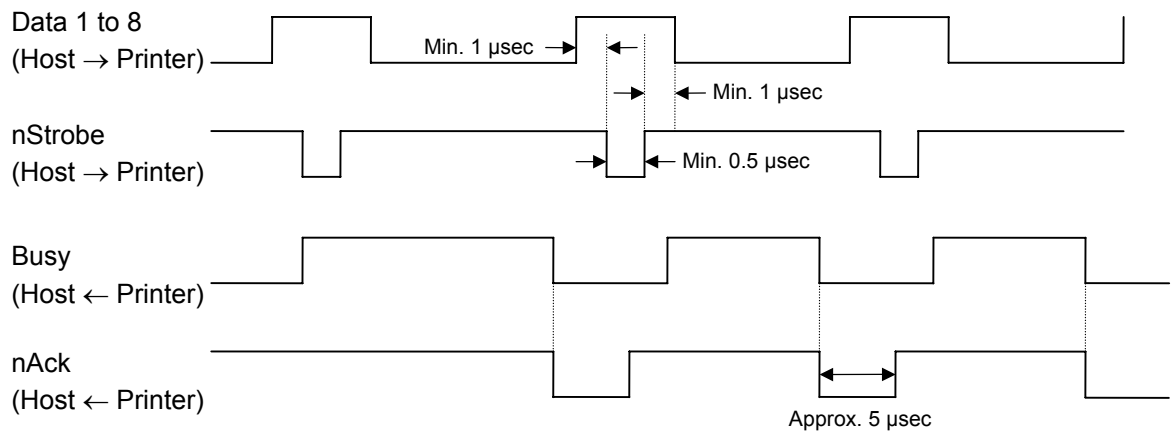 Data 1 to 8
(Host → Printer)
Min. 1 µsec
Min. 1 µsec
nStrobe
(Host → Printer)
Min. 0.5 µsec
Busy
(Host ← Printer)
nAck
(Host ← Printer)
Approx. 5 µsec